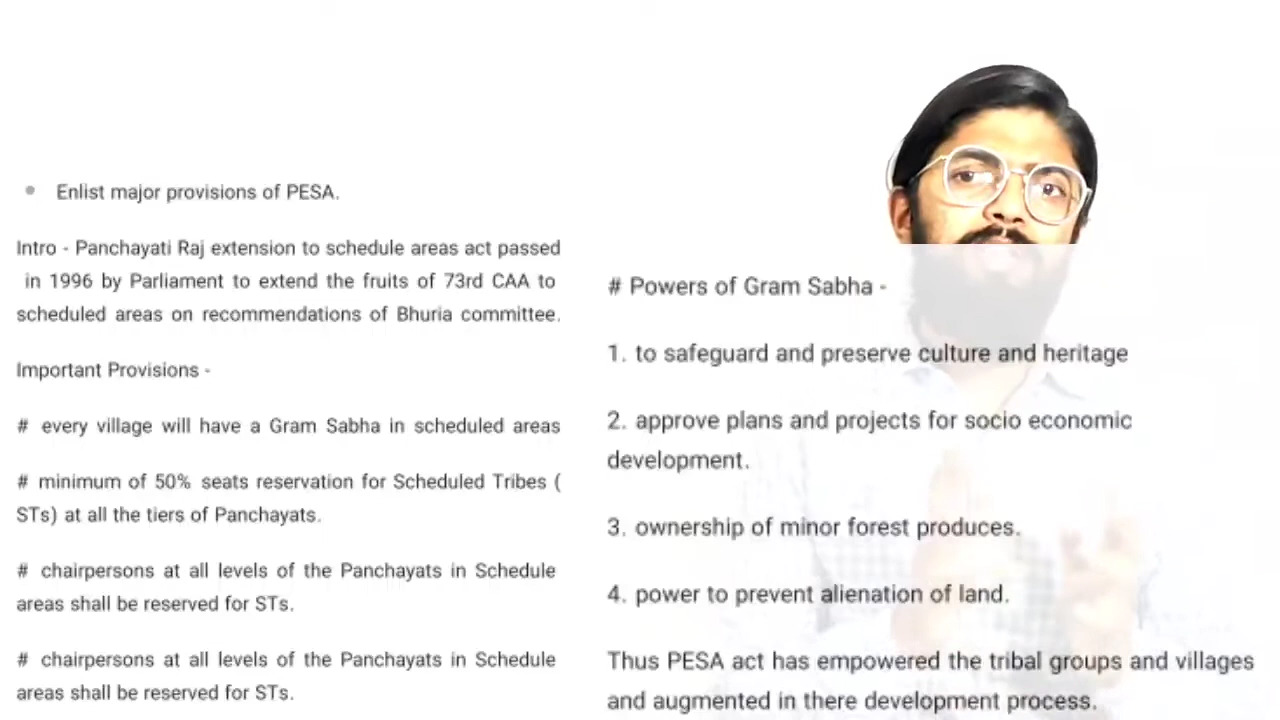 Enlist major provisions of PESA.
Intro - Panchayati Raj extension to schedule areas act passed
in 1996 by Parliament to extend the fruits of 73rd CAA to
scheduled areas on recommendations of Bhuria committee.
Important Provisions -
# every village will have a Gram Sabha in scheduled areas
# minimum of 50% seats reservation for Scheduled Tribes (
STs) at all the tiers of Panchayats.
# chairpersons at all levels of the Panchayats in Schedule
areas shall be reserved for STs.
# chairpersons at all levels of the Panchayats in Schedule
areas shall be reserved for STs.
# Powers of Gram Sabha -
1. to safeguard and preserve culture and heritage
2. approve plans and projects for socio economic
development.
3. ownership of minor forest produces.
4. power to prevent alienation of land.
Thus PESA act has empowered the tribal groups and villages
and augmented in there development process.